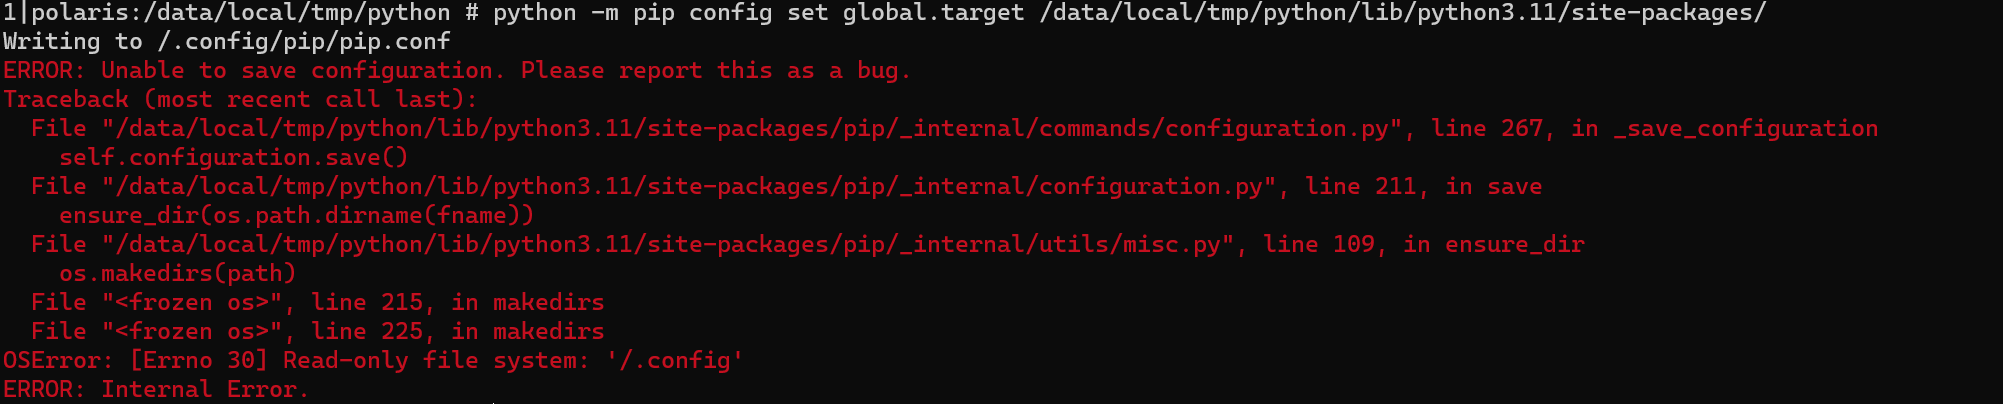 1|polaris:/data/local/tmp/python # python -m pip config set global.target /data/local/tmp/python/lib/python3.11/site-packages/
Writing to /.config/pip/pip.conf
ERROR: Unable to save configuration. Please report this as a bug.
Traceback (most recent call last):
  File "/data/local/tmp/python/lib/python3.11/site-packages/pip/_internal/commands/configuration.py", line 267, in _save_configuration
    self.configuration.save()
  File "/data/local/tmp/python/lib/python3.11/site-packages/pip/_internal/configuration.py", line 211, in save
    ensure_dir(os.path.dirname(fname))
  File "/data/local/tmp/python/lib/python3.11/site-packages/pip/_internal/utils/misc.py", line 109, in ensure_dir
    os.makedirs(path)
  File "<frozen os>", line 215, in makedirs
  File "<frozen os>", line 225, in makedirs
OSError: [Errno 30] Read-only file system: '/.config'
ERROR: Internal Error.